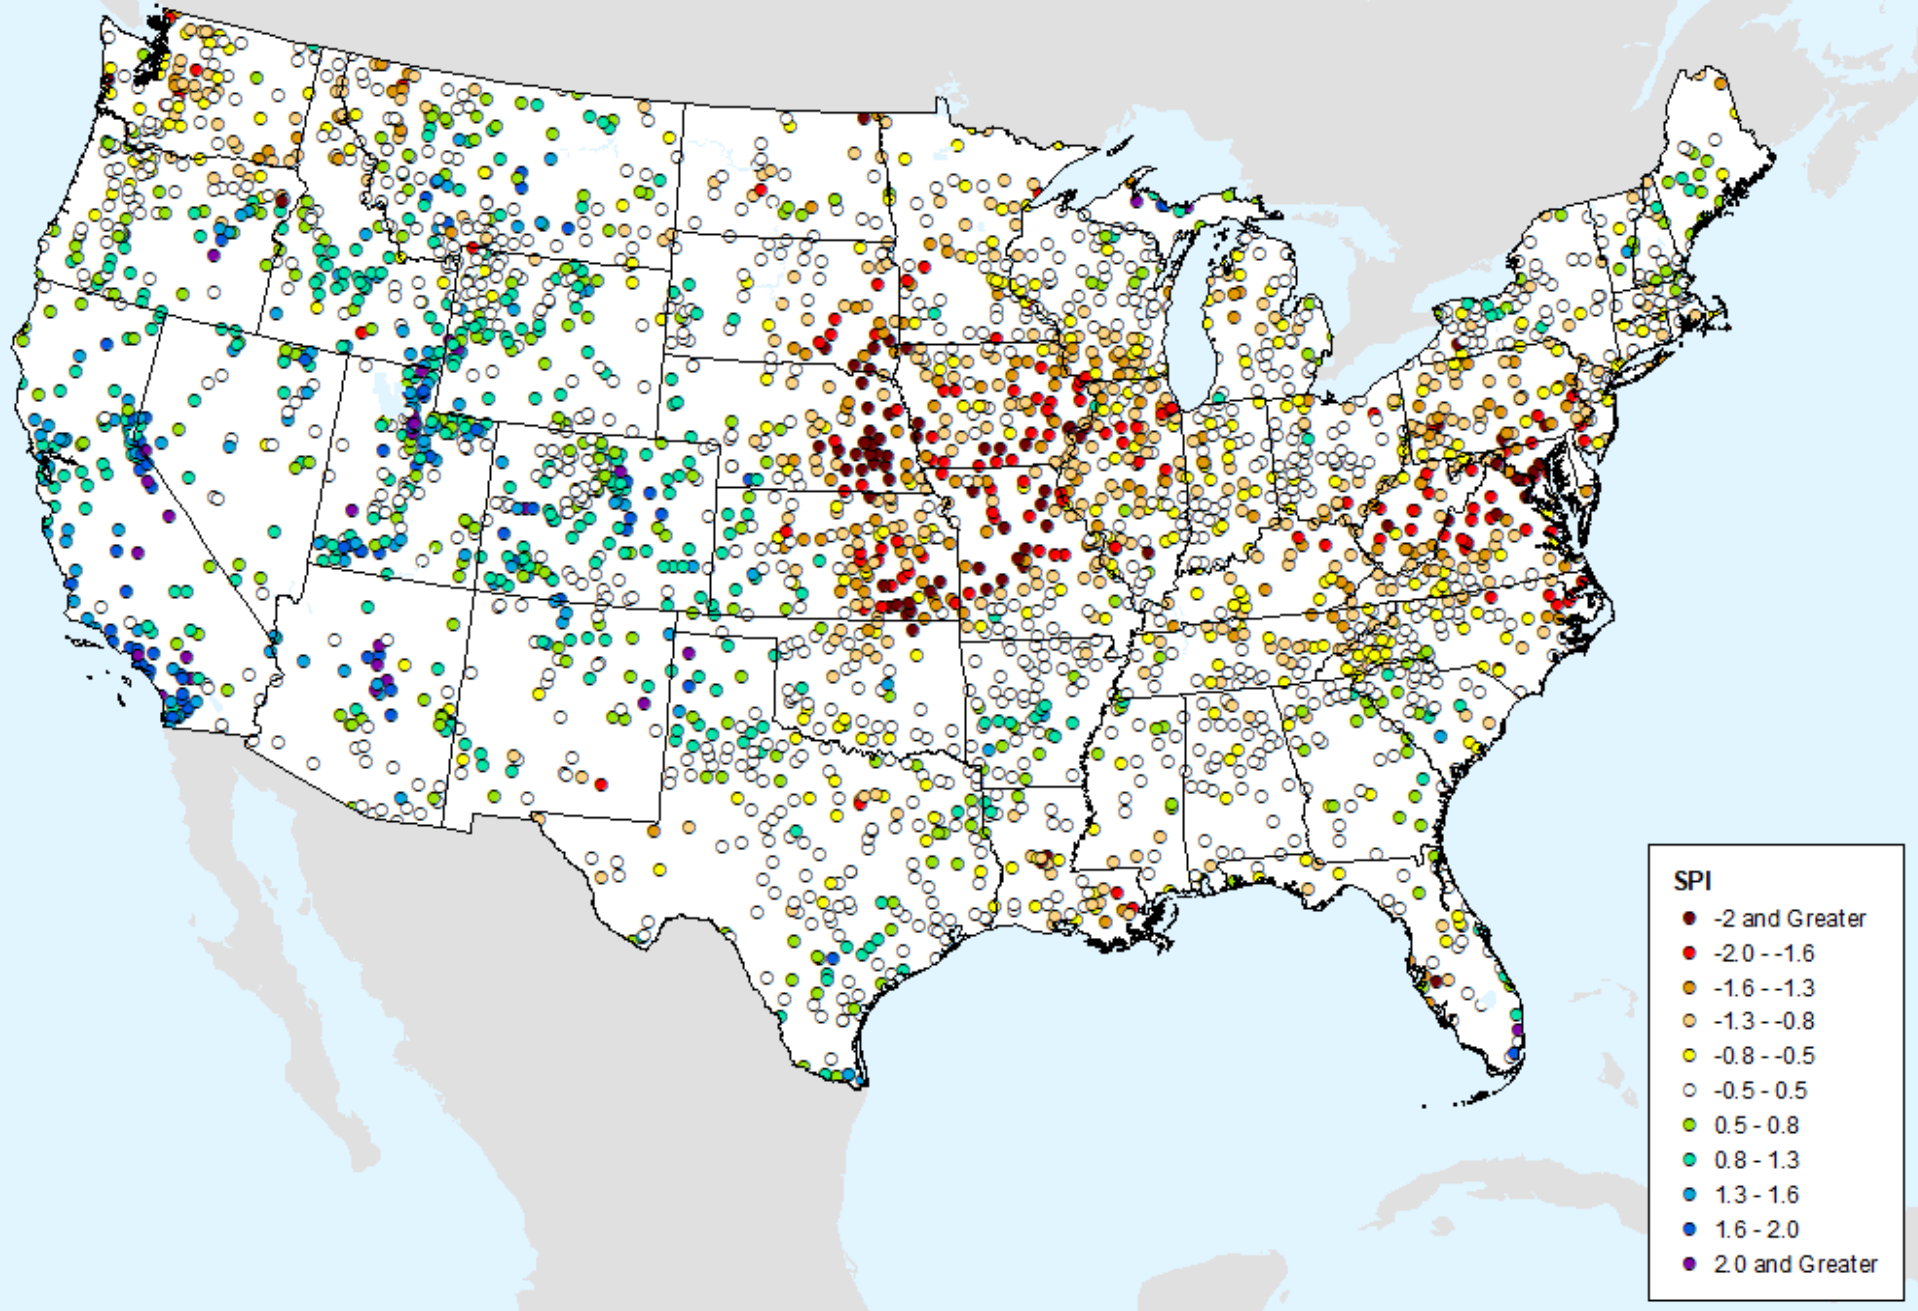 SPI
-2 and Greater
-2.0 - -1.6
-1.6 - -1.3
-1.3 - -0.8
-0.8 - -0.5
-0.5 - 0.5
0.5 - 0.8
0.8 - 1.3
1.3 - 1.6
1.6 - 2.0
2.0 and Greater